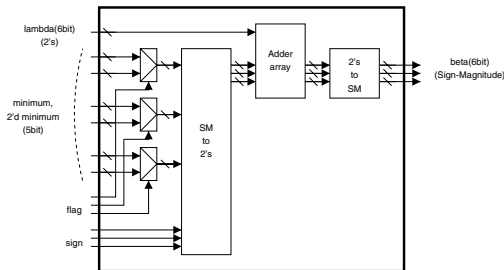 lambda(6bit)
(2's)
minimum,
2'd minimum
(5bit)
flag
sign
SM
to
2's
Adder
array
2's
to
SM
beta(6bit)
(Sign-Magnitude)